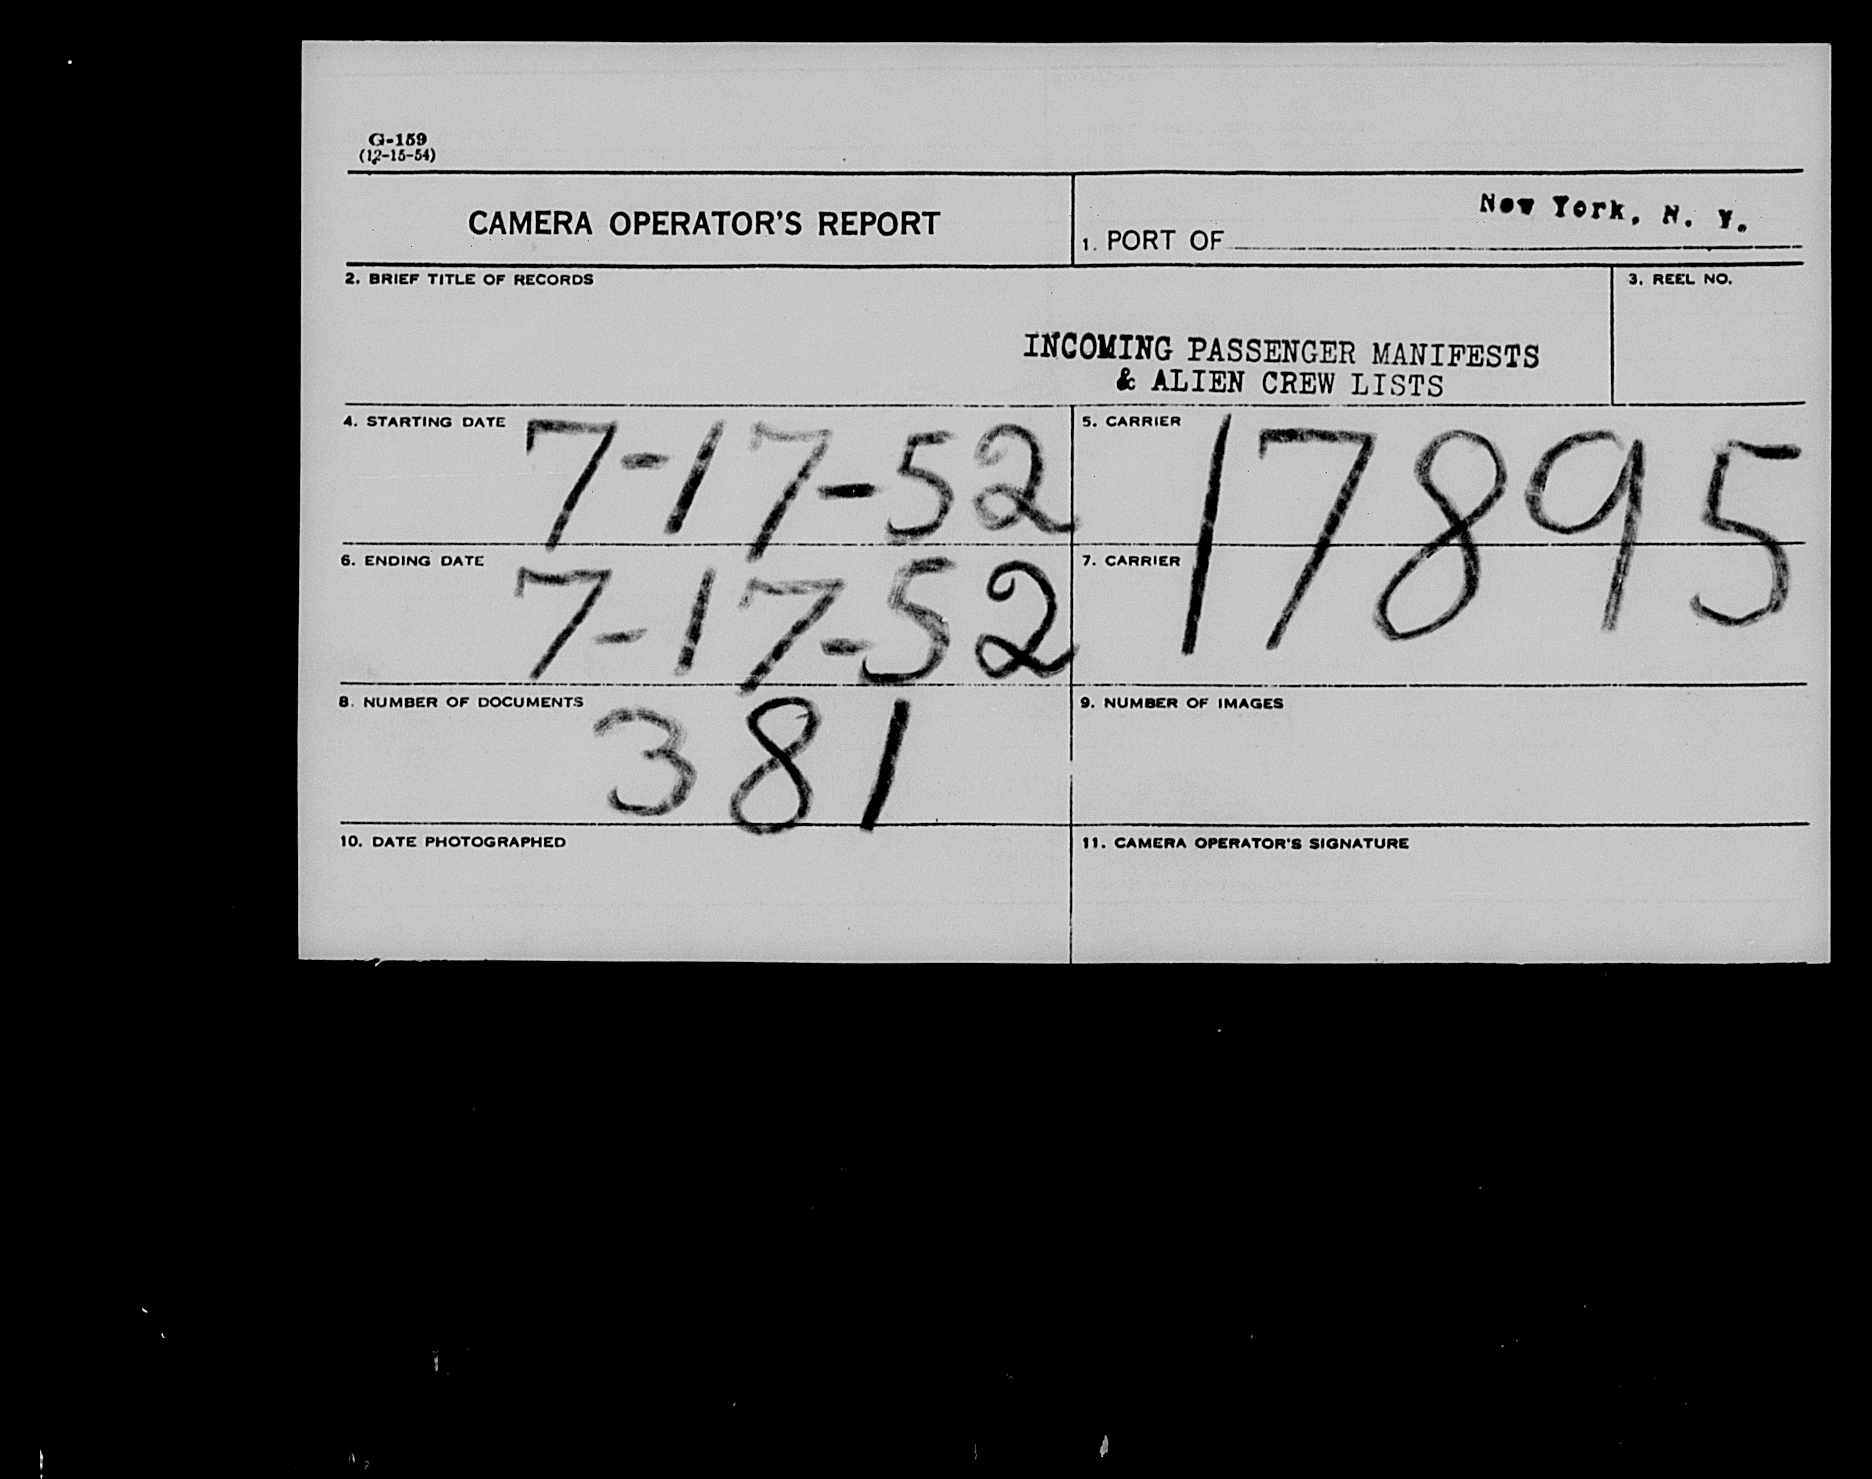 G-159
(12-15-54)
CAMERA OPERATOR'S REPORT
1. PORT OF New York, N. Y.
2. BRIEF TITLE OF RECORDS
INCOMING PASSENGER MANIFESTS
& ALIEN CREW LISTS
3. REEL NO.
4. STARTING DATE 7-17-52
5. CARRIER 17895
6. ENDING DATE 7-17-52
7. CARRIER
8. NUMBER OF DOCUMENTS 381
9. NUMBER OF IMAGES
10. DATE PHOTOGRAPHED
11. CAMERA OPERATOR'S SIGNATURE